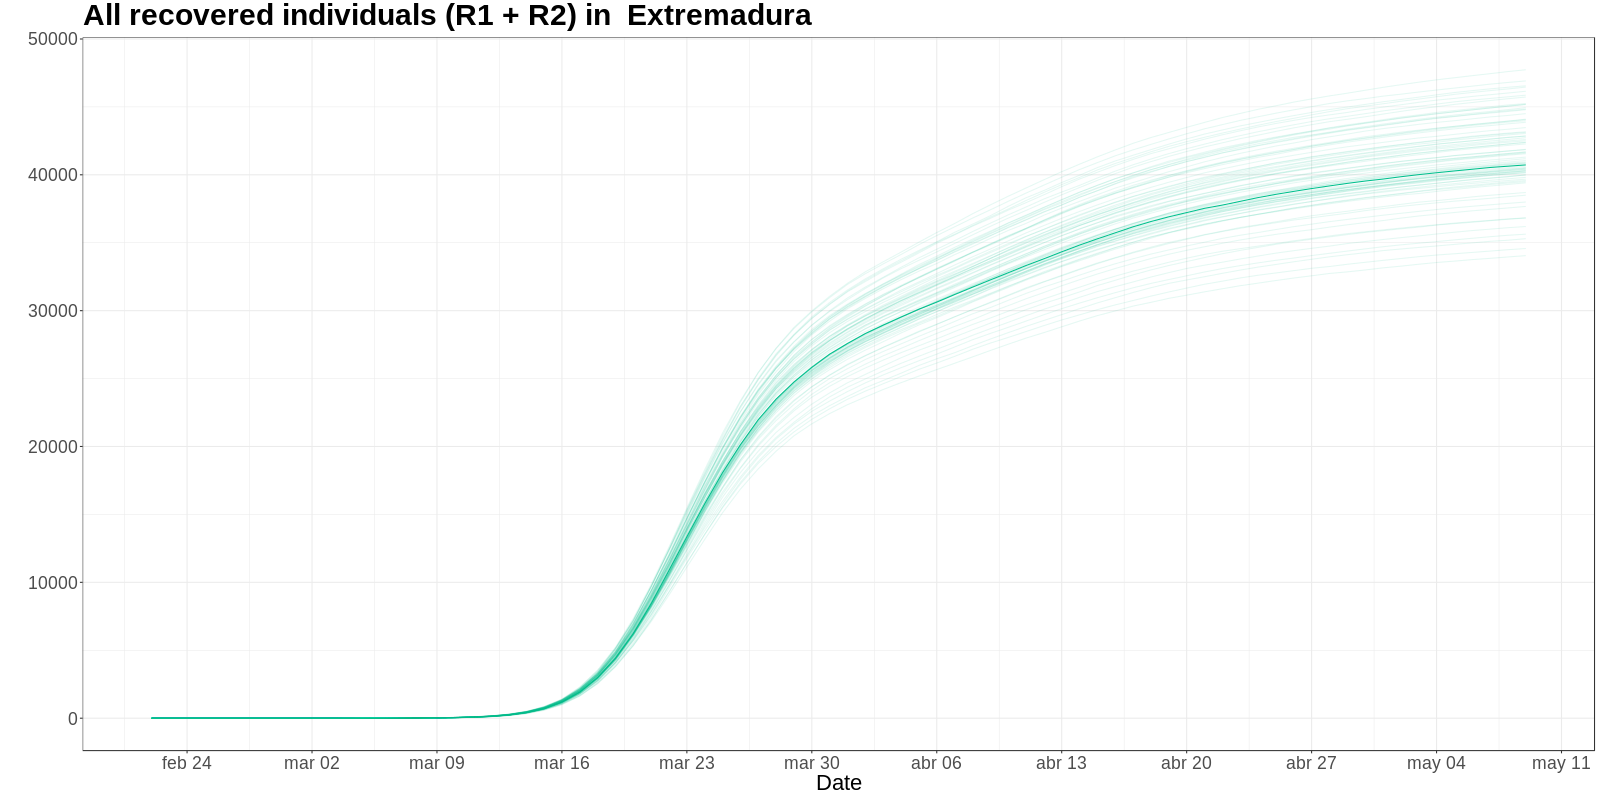 All recovered individuals (R1 + R2) in  Extremadura
50000
40000
30000
20000
10000
0
feb 24 mar 02 mar 09 mar 16 mar 23 mar 30 abr 06 abr 13 abr 20 abr 27 may 04 may 11
Date